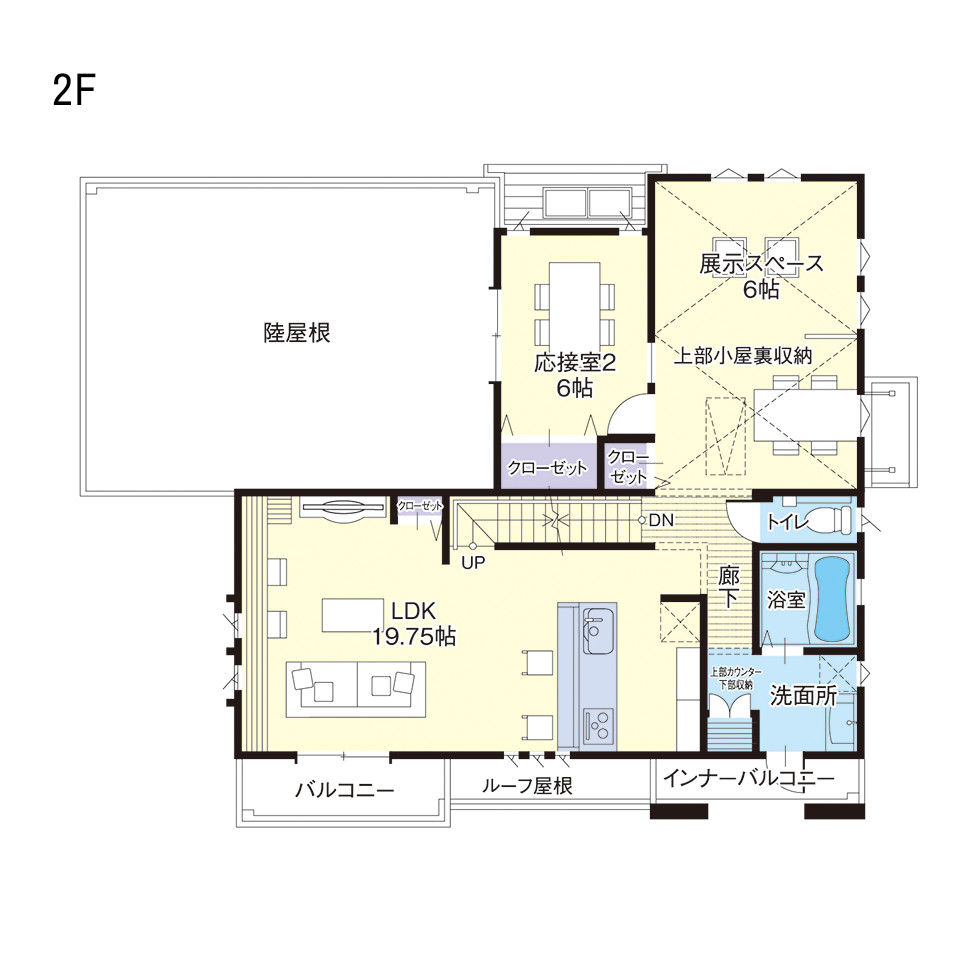 2F
展示スペース
6帖
陸屋根
上部小屋裏収納
応接室2
6帖
クローゼット
クロー
ゼット
クローゼット
DN
トイレ
UP
廊
下
浴室
LDK
19.75帖
上部カウンター
下部収納
洗面所
バルコニー
ルーフ屋根
インナーバルコニー